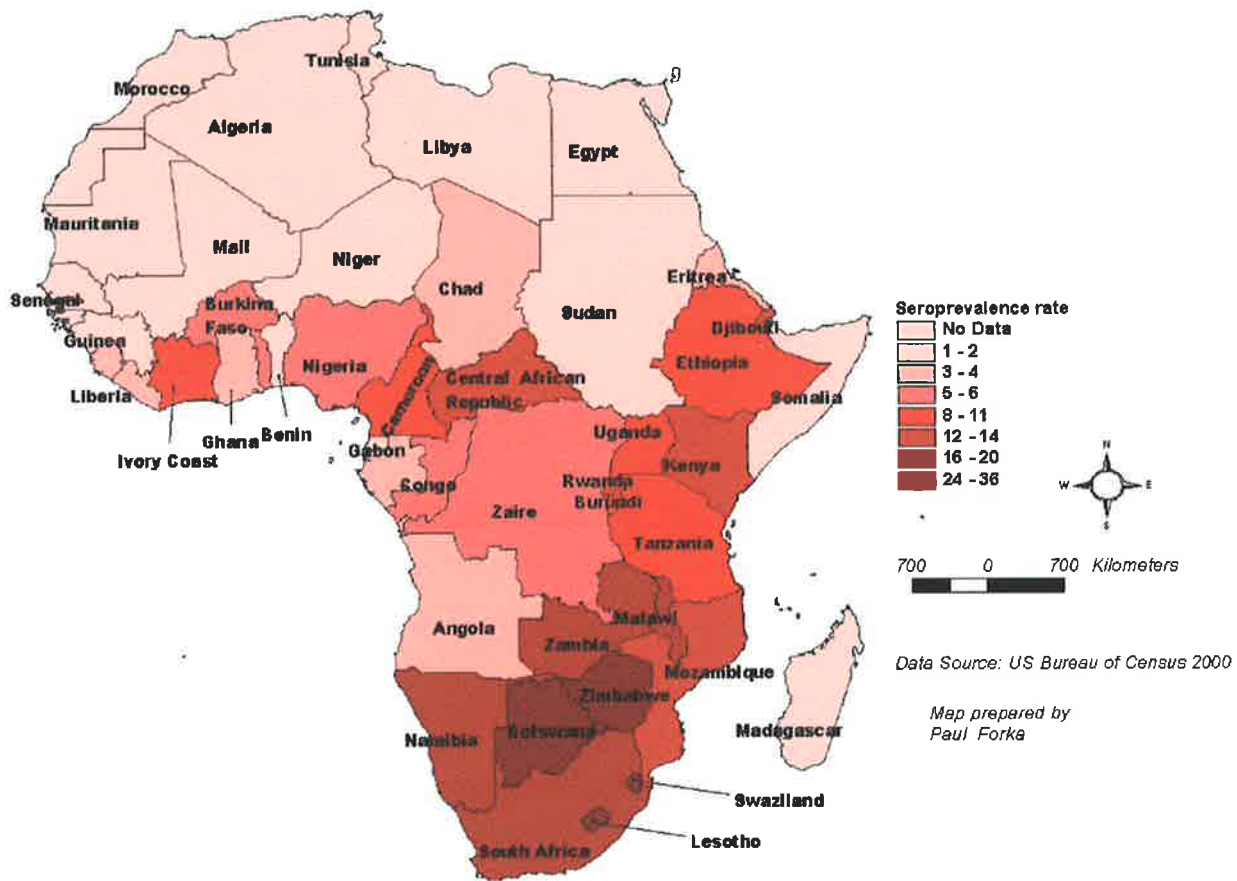 Tunisia
Morocco
Algeria
Libya
Egypt
Mauritania
Mali
Niger
Chad
Sudan
Eritrea
Senegal
Burkina
Faso
Guinea
Nigeria
Djibouti
Ethiopia
Central African
Republic
Cameroon
Somalia
Liberia
Ghana
Benin
Ivory Coast
Gabon
Congo
Uganda
Kenya
Rwanda
Burundi
Zaire
Tanzania
Angola
Malawi
Zambia
Mozambique
Zimbabwe
Madagascar
Namibia
Botswana
Swaziland
Lesotho
South Africa
Seroprevalence rate
No Data
1 - 2
3 - 4
5 - 6
8 - 11
12 - 14
16 - 20
24 - 36
N
W E
S
700 0 700 Kilometers
Data Source: US Bureau of Census 2000
Map prepared by
Paul Forka